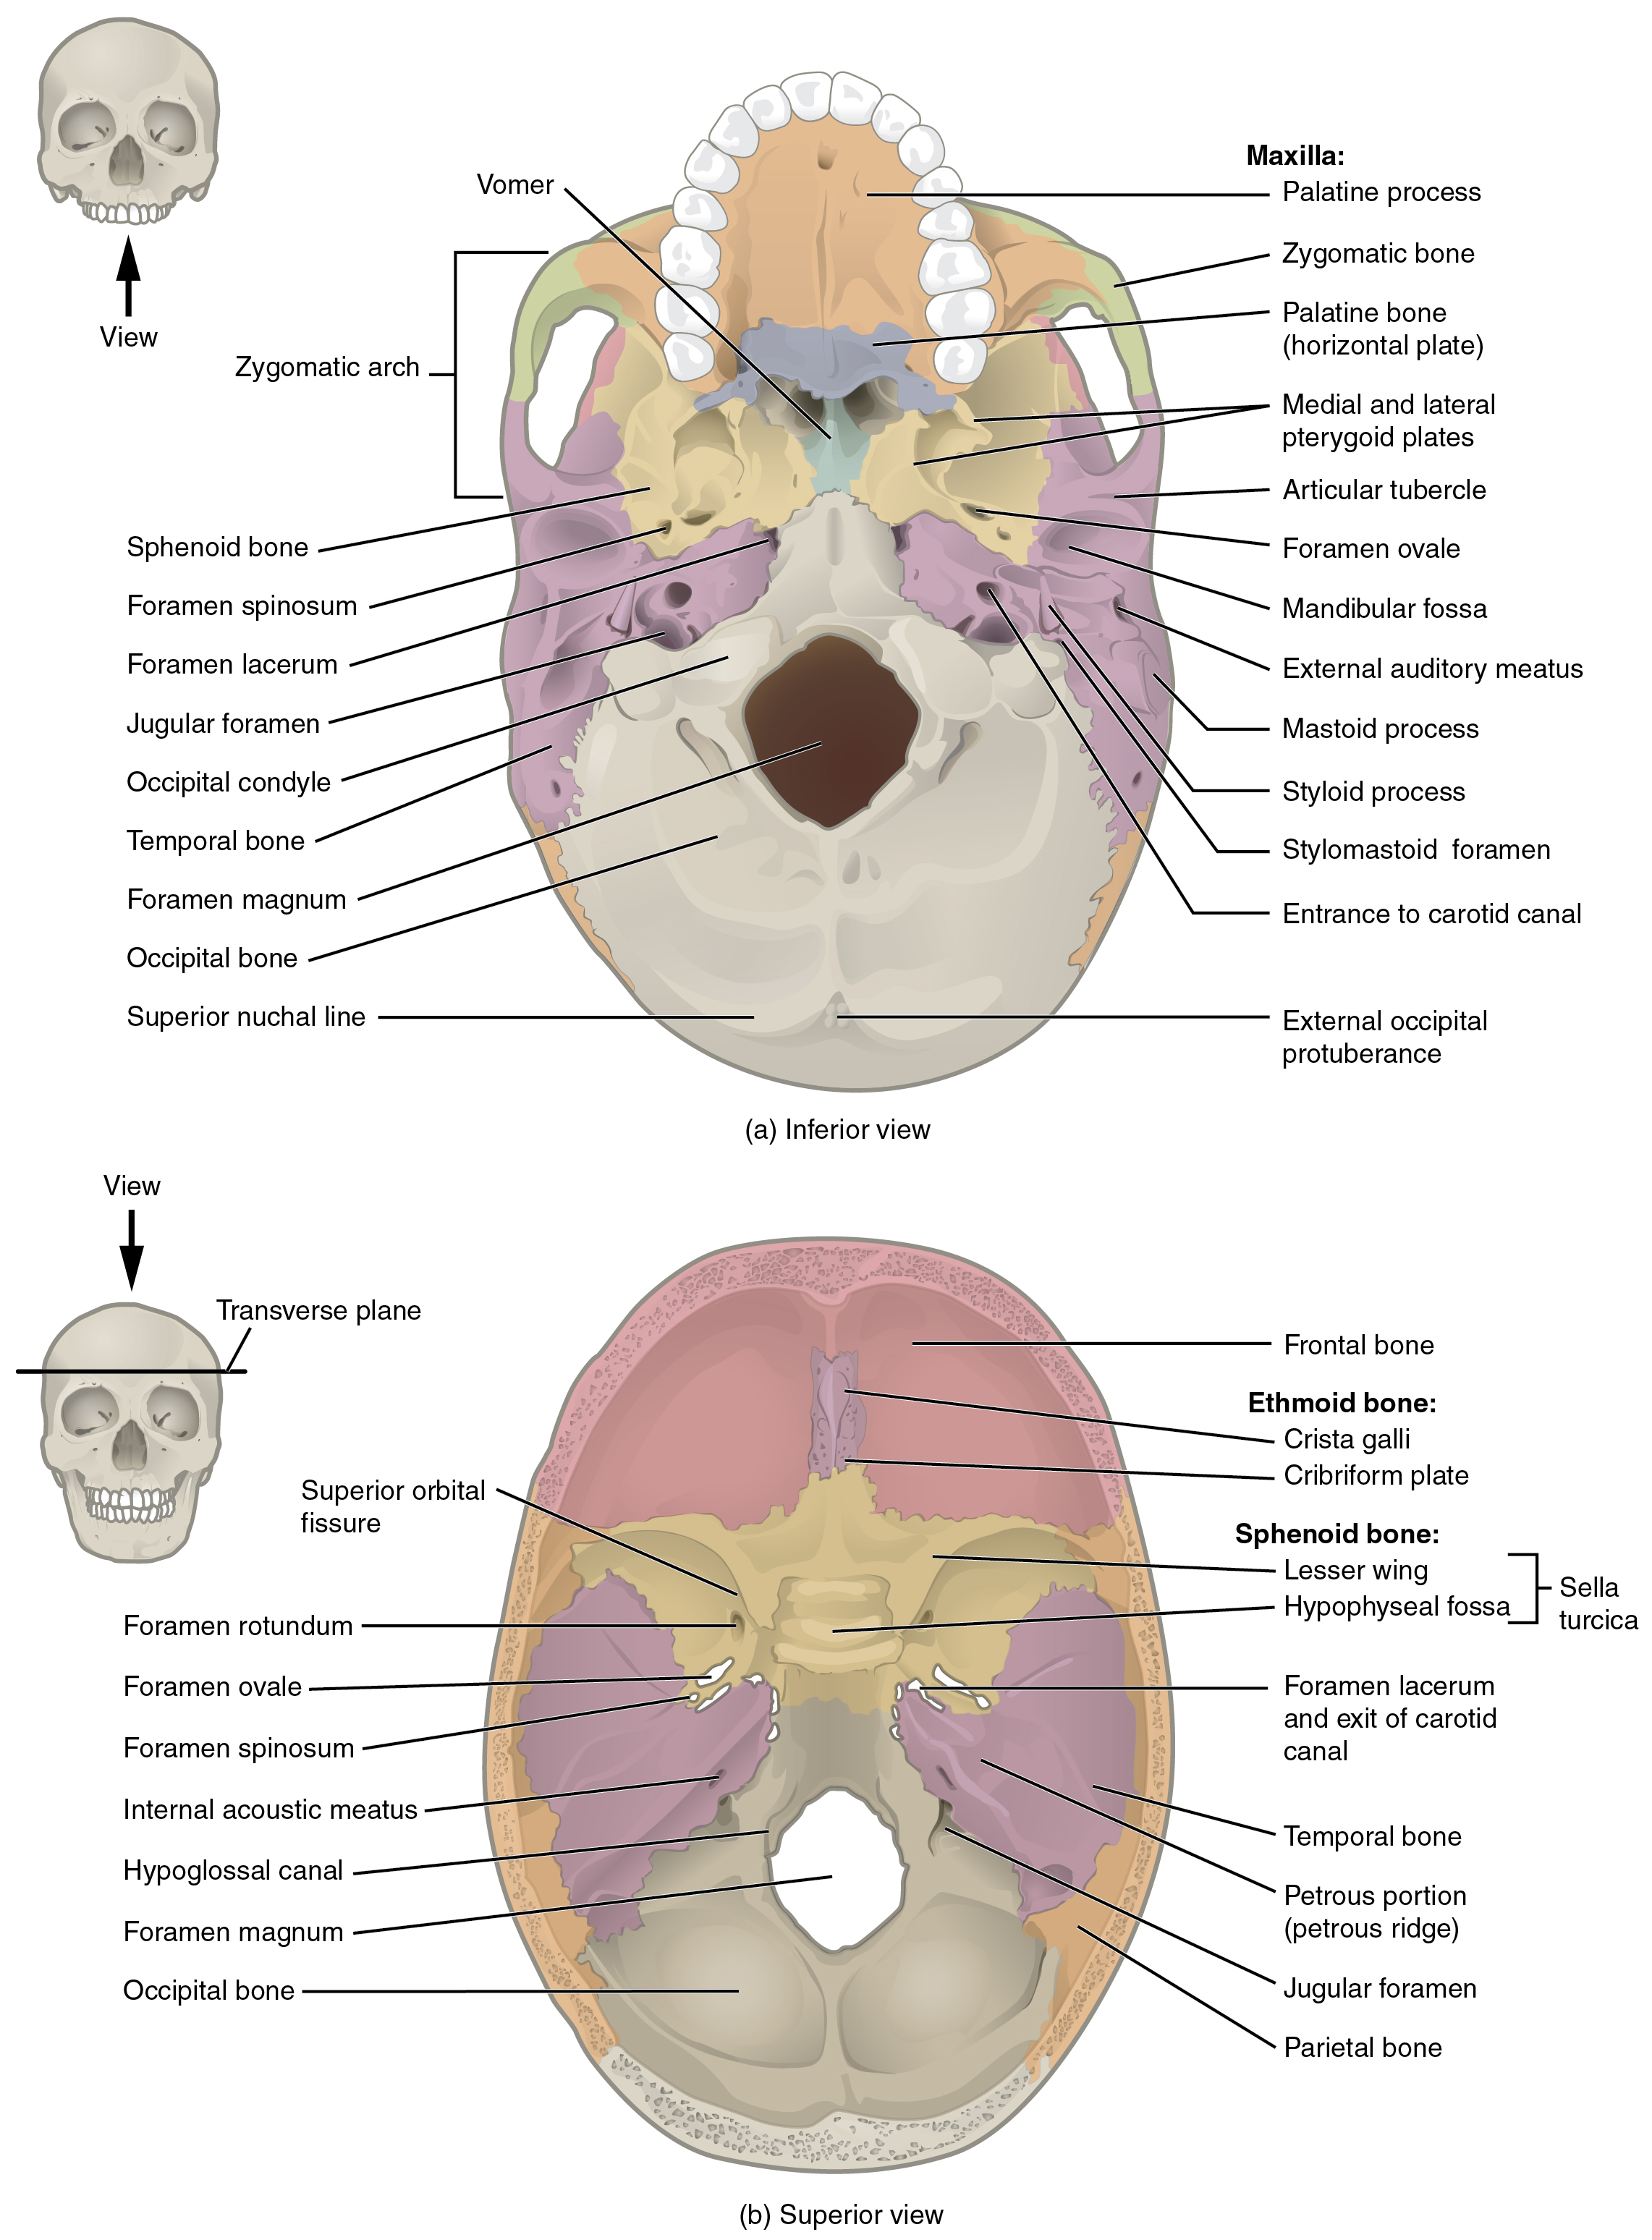 View
Vomer
Zygomatic arch
Sphenoid bone
Foramen spinosum
Foramen lacerum
Jugular foramen
Occipital condyle
Temporal bone
Foramen magnum
Occipital bone
Superior nuchal line
Maxilla:
Palatine process
Zygomatic bone
Palatine bone
(horizontal plate)
Medial and lateral
pterygoid plates
Articular tubercle
Foramen ovale
Mandibular fossa
External auditory meatus
Mastoid process
Styloid process
Stylomastoid foramen
Entrance to carotid canal
External occipital
protuberance
(a) Inferior view
View
Transverse plane
Superior orbital
fissure
Foramen rotundum
Foramen ovale
Foramen spinosum
Internal acoustic meatus
Hypoglossal canal
Foramen magnum
Occipital bone
Frontal bone
Ethmoid bone:
Crista galli
Cribriform plate
Sphenoid bone:
Lesser wing
Hypophyseal fossa
Sella
turcica
Foramen lacerum
and exit of carotid
canal
Temporal bone
Petrous portion
(petrous ridge)
Jugular foramen
Parietal bone
(b) Superior view